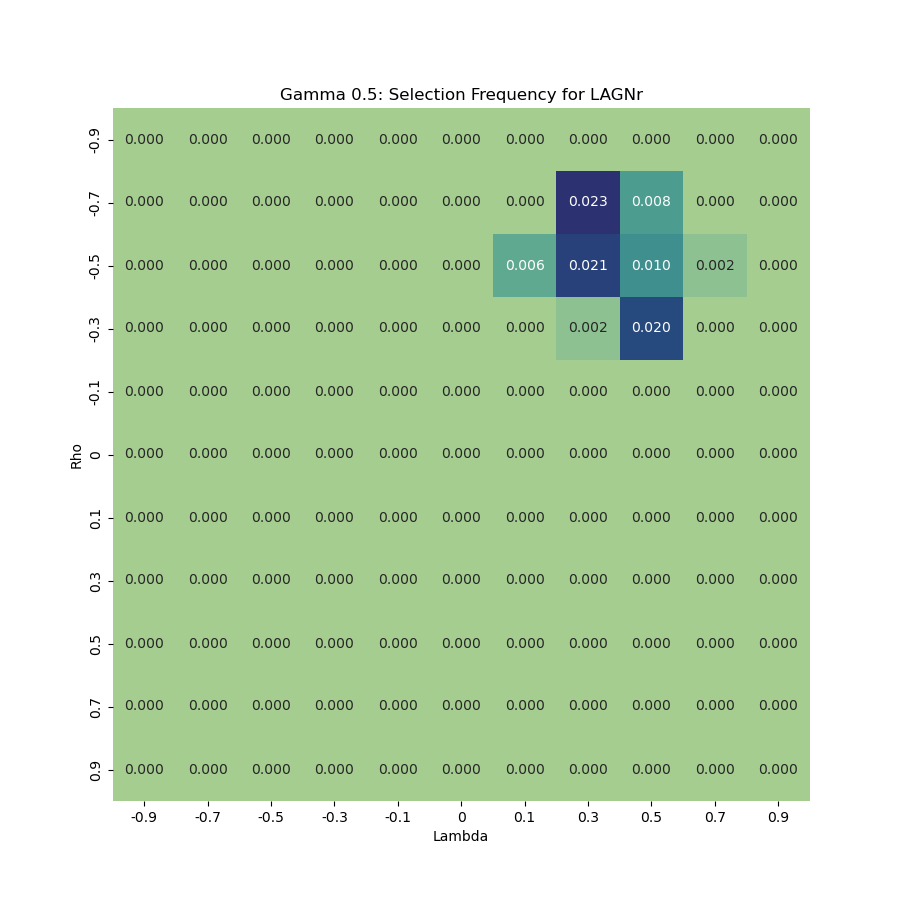 Gamma 0.5: Selection Frequency for LAGNr
-0.9 0.000 0.000 0.000 0.000 0.000 0.000 0.000 0.000 0.000 0.000 0.000
-0.7 0.000 0.000 0.000 0.000 0.000 0.000 0.000 0.023 0.008 0.000 0.000
-0.5 0.000 0.000 0.000 0.000 0.000 0.000 0.006 0.021 0.010 0.002 0.000
-0.3 0.000 0.000 0.000 0.000 0.000 0.000 0.000 0.002 0.020 0.000 0.000
-0.1 0.000 0.000 0.000 0.000 0.000 0.000 0.000 0.000 0.000 0.000 0.000
Rho
0 0.000 0.000 0.000 0.000 0.000 0.000 0.000 0.000 0.000 0.000 0.000
0.1 0.000 0.000 0.000 0.000 0.000 0.000 0.000 0.000 0.000 0.000 0.000
0.3 0.000 0.000 0.000 0.000 0.000 0.000 0.000 0.000 0.000 0.000 0.000
0.5 0.000 0.000 0.000 0.000 0.000 0.000 0.000 0.000 0.000 0.000 0.000
0.7 0.000 0.000 0.000 0.000 0.000 0.000 0.000 0.000 0.000 0.000 0.000
0.9 0.000 0.000 0.000 0.000 0.000 0.000 0.000 0.000 0.000 0.000 0.000
-0.9 -0.7 -0.5 -0.3 -0.1 0 0.1 0.3 0.5 0.7 0.9
Lambda